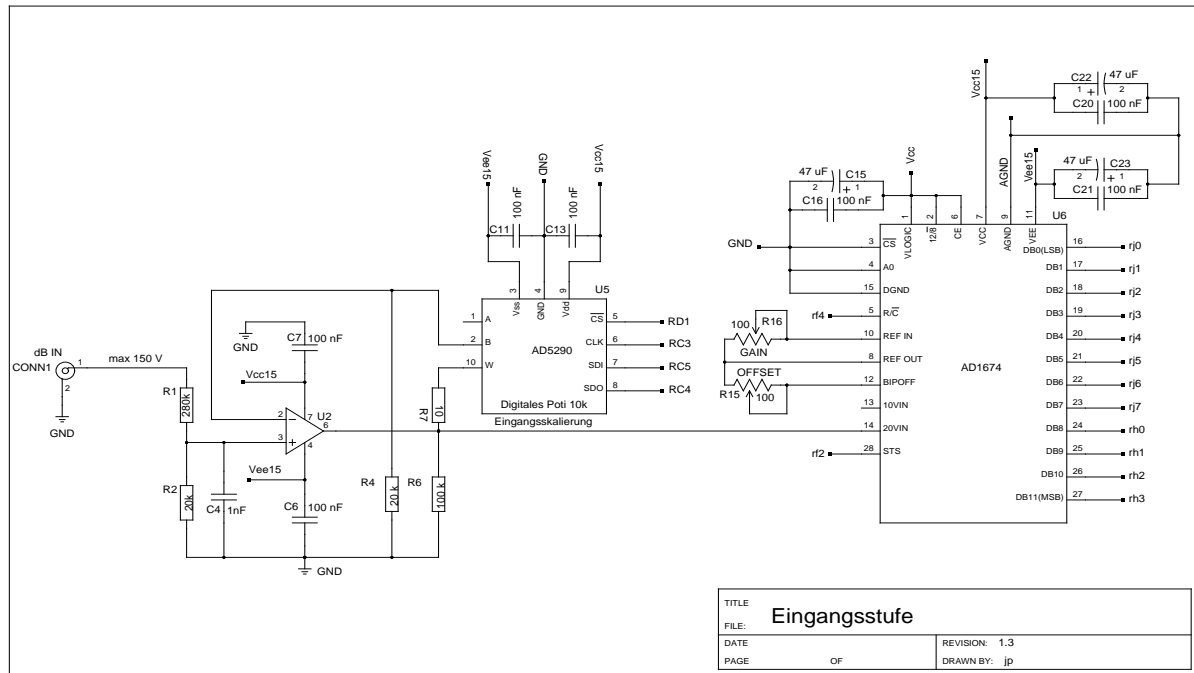 C22
47 uF
1
+
2
C20
100 nF
Vcc15
AGND
Vee15
47 uF
C23
2
+
1
C21
100 nF
Vcc
47 uF
C15
2
+
1
C16
100 nF
Vee15
GND
Vcc15
100 nF
100 nF
C11
C13
3
4
9
Vss
GND
Vdd
U5
1
A
2
B
10
W
AD5290
Digitales Poti 10k
Eingangsskalierung
CS
5
RD1
CLK
6
RC3
SDI
7
RC5
SDO
8
RC4
1
2
6
7
9
11
VLOGIC
12/8
CE
VCC
AGND
VEE
U6
AD1674
GND
3
CS
4
A0
15
DGND
rf4
5
R/C
10
REF IN
8
REF OUT
12
BIPOFF
13
10VIN
14
20VIN
rf2
28
STS
100
R16
GAIN
OFFSET
R15
100
DB0(LSB)
16
rj0
DB1
17
rj1
DB2
18
rj2
DB3
19
rj3
DB4
20
rj4
DB5
21
rj5
DB6
22
rj6
DB7
23
rj7
DB8
24
rh0
DB9
25
rh1
DB10
26
rh2
DB11(MSB)
27
rh3
dB IN
CONN1
1
2
GND
max 150 V
R1
280k
R2
20k
GND
C7
100 nF
Vcc15
U2
2
−
3
+
7
6
4
Vee15
C4
1nF
C6
100 nF
GND
R7
10
R4
20 k
R6
100 k
TITLE
Eingangsstufe
FILE:
DATE
REVISION: 1.3
PAGE OF
DRAWN BY: jp